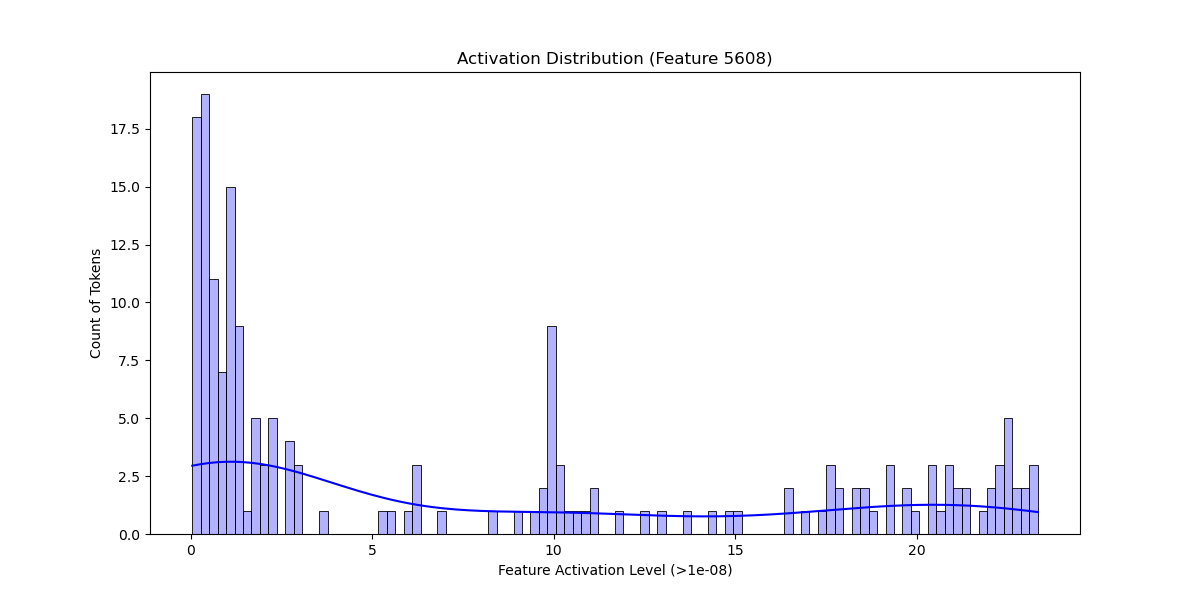 Activation Distribution (Feature 5608)
17.5
15.0
12.5
10.0
7.5
5.0
2.5
0.0
Count of Tokens
0 5 10 15 20
Feature Activation Level (>1e-08)